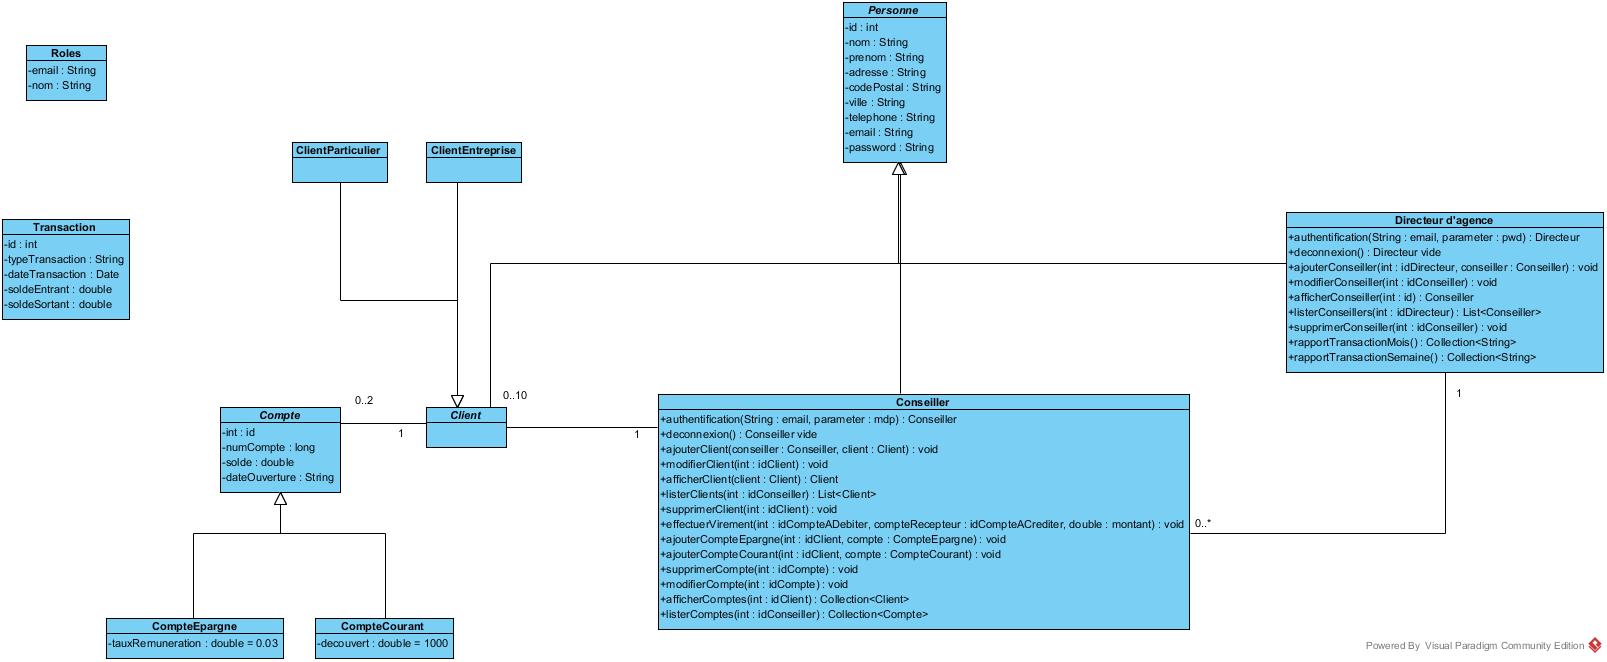 Personne
-id : int
-nom : String
-prenom : String
-adresse : String
-codePostal : String
-ville : String
-telephone : String
-email : String
-password : String
Roles
-email : String
-nom : String
ClientParticulier
ClientEntreprise
Transaction
-id : int
-typeTransaction : String
-dateTransaction : Date
-soldeEntrant : double
-soldeSortant : double
Directeur d'agence
+authentification(String : email, parameter : pwd) : Directeur
+deconnexion() : Directeur vide
+ajouterConseiller(int : idDirecteur, conseiller : Conseiller) : void
+modifierConseiller(int : idConseiller) : void
+afficherConseiller(int : id) : Conseiller
+listerConseillers(int : idDirecteur) : List<Conseiller>
+supprimerConseiller(int : idConseiller) : void
+rapportTransactionMois() : Collection<String>
+rapportTransactionSemaine() : Collection<String>
1
0..2
0..10
Compte
-int : id
-numCompte : long
-solde : double
-dateOuverture : String
1
Client
1
Conseiller
+authentification(String : email, parameter : mdp) : Conseiller
+deconnexion() : Conseiller vide
+ajouterClient(conseiller : Conseiller, client : Client) : void
+modifierClient(int : idClient) : void
+afficherClient(client : Client) : Client
+listerClients(int : idConseiller) : List<Client>
+supprimerClient(int : idClient) : void
+effectuerVirement(int : idCompteADebiter, compteRecepteur : idCompteACrediter, double : montant) : void
+ajouterCompteEpargne(int : idClient, compte : CompteEpargne) : void
+ajouterCompteCourant(int : idClient, compte : CompteCourant) : void
+supprimerCompte(int : idCompte) : void
+modifierCompte(int : idCompte) : void
+afficherComptes(int : idClient) : Collection<Client>
+listerComptes(int : idConseiller) : Collection<Compte>
0..*
CompteEpargne
-tauxRemuneration : double = 0.03
CompteCourant
-decouvert : double = 1000
Powered By Visual Paradigm Community Edition